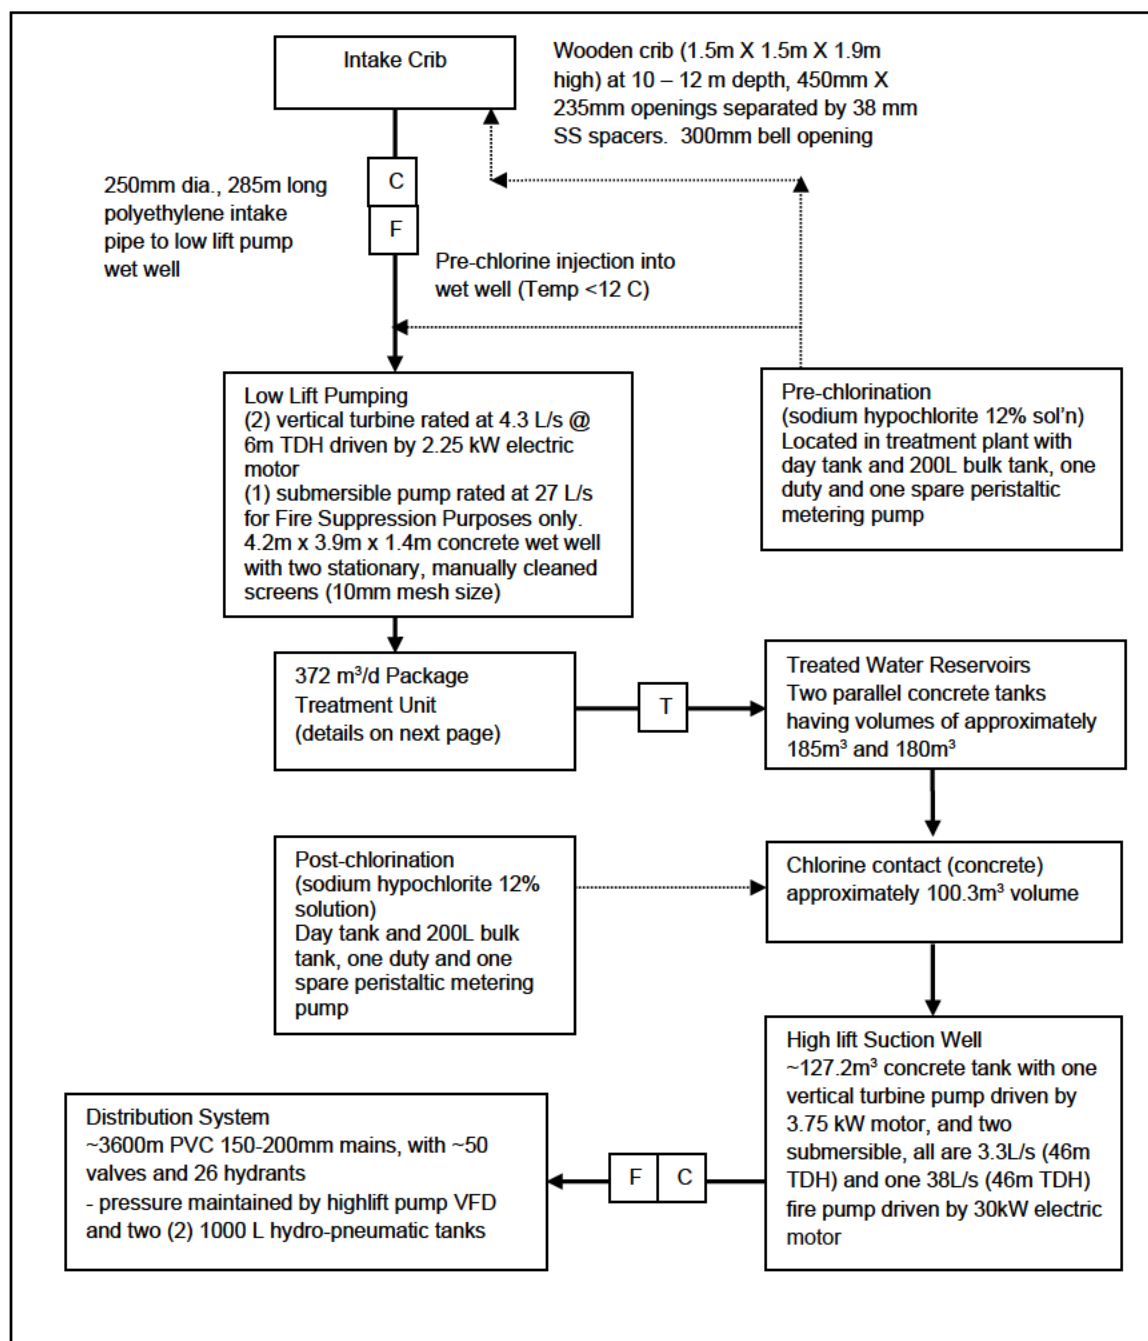 Intake Crib
Wooden crib (1.5m X 1.5m X 1.9m
high) at 10 – 12 m depth, 450mm X
235mm openings separated by 38 mm
SS spacers.  300mm bell opening
250mm dia., 285m long
polyethylene intake
pipe to low lift pump
wet well
C
F
Pre-chlorine injection into
wet well (Temp <12 C)
Low Lift Pumping
(2) vertical turbine rated at 4.3 L/s @
6m TDH driven by 2.25 kW electric
motor
(1) submersible pump rated at 27 L/s
for Fire Suppression Purposes only.
4.2m x 3.9m x 1.4m concrete wet well
with two stationary, manually cleaned
screens (10mm mesh size)
Pre-chlorination
(sodium hypochlorite 12% sol'n)
Located in treatment plant with
day tank and 200L bulk tank, one
duty and one spare peristaltic
metering pump
372 m³/d Package
Treatment Unit
(details on next page)
T
Treated Water Reservoirs
Two parallel concrete tanks
having volumes of approximately
185m³ and 180m³
Post-chlorination
(sodium hypochlorite 12%
solution)
Day tank and 200L bulk
tank, one duty and one
spare peristaltic metering
pump
Chlorine contact (concrete)
approximately 100.3m³ volume
High lift Suction Well
~127.2m³ concrete tank with one
vertical turbine pump driven by
3.75 kW motor, and two
submersible, all are 3.3L/s (46m
TDH) and one 38L/s (46m TDH)
fire pump driven by 30kW electric
motor
F C
Distribution System
~3600m PVC 150-200mm mains, with ~50
valves and 26 hydrants
- pressure maintained by highlift pump VFD
and two (2) 1000 L hydro-pneumatic tanks